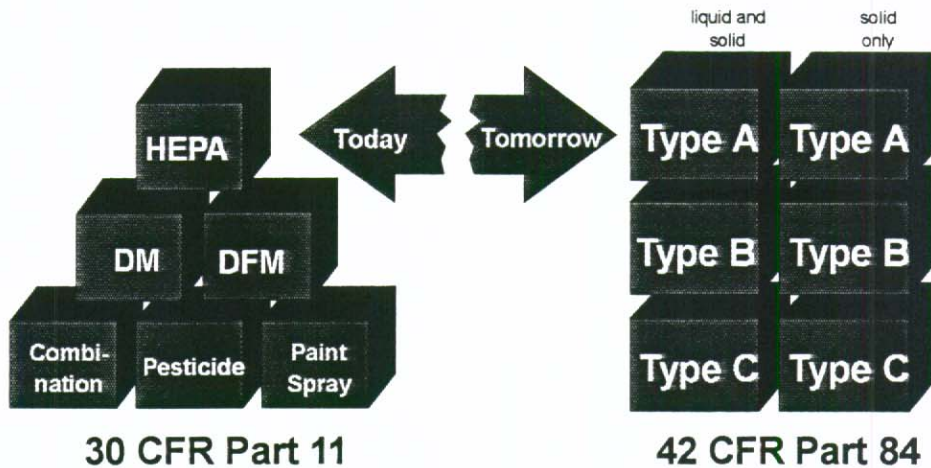 liquid and
solid
solid
only
HEPA
Today
Tomorrow
Type A
Type A
DM
DFM
Type B
Type B
Combi-
nation
Pesticide
Paint
Spray
Type C
Type C
30 CFR Part 11
42 CFR Part 84